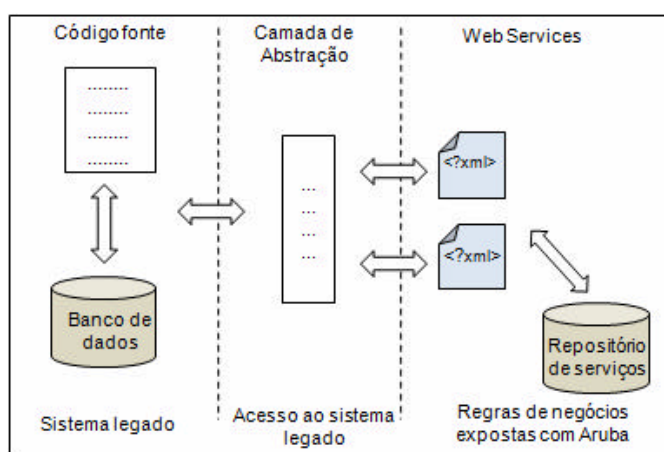 Código fonte
Camada de
Abstração
Web Services
........
........
........
........
...
...
...
...
<?xml>
<?xml>
Banco de
dados
Repositório
de serviços
Sistema legado
Acesso ao sistema
legado
Regras de negócios
expostas com Aruba